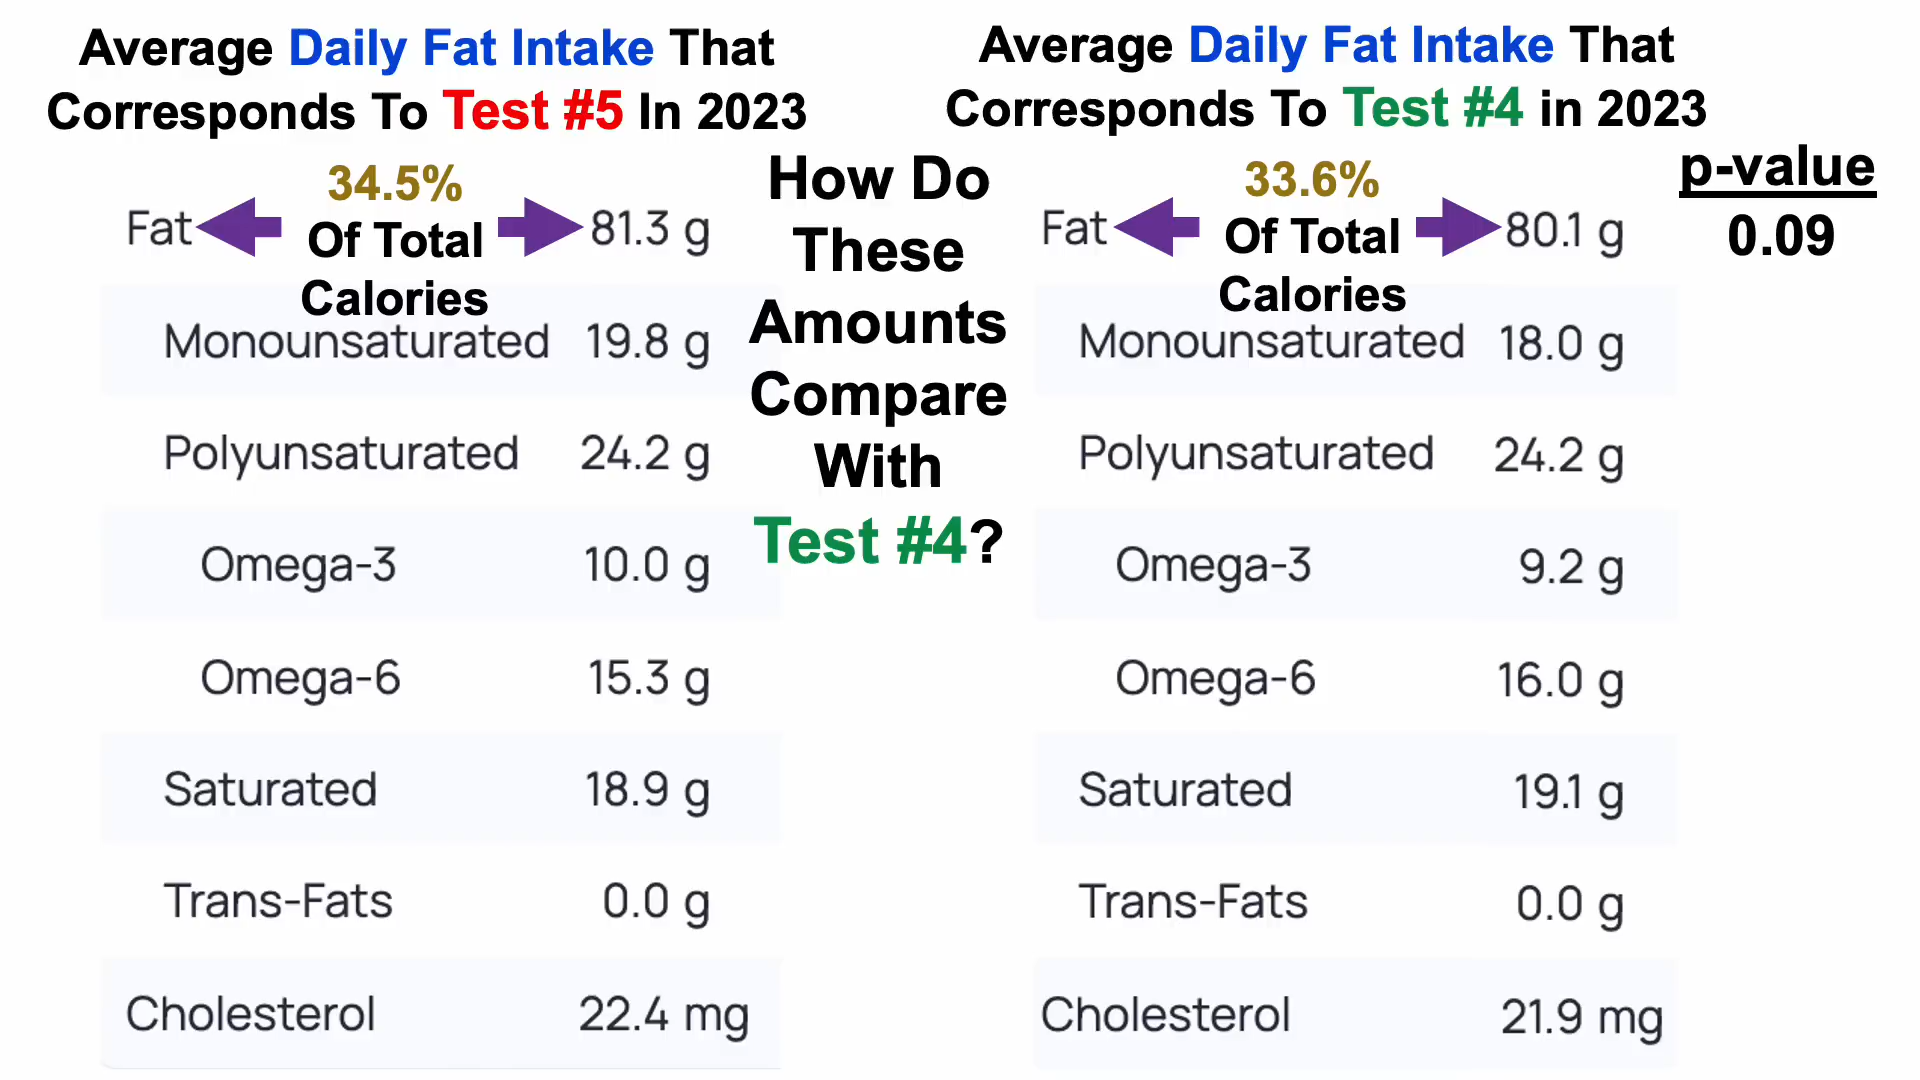 Average Daily Fat Intake That
Corresponds To Test #5 In 2023
34.5%
Of Total
Calories
Fat 81.3 g
Monounsaturated 19.8 g
Polyunsaturated 24.2 g
Omega-3 10.0 g
Omega-6 15.3 g
Saturated 18.9 g
Trans-Fats 0.0 g
Cholesterol 22.4 mg
How Do
These
Amounts
Compare
With
Test #4?
Average Daily Fat Intake That
Corresponds To Test #4 in 2023
33.6%
Of Total
Calories
Fat 80.1 g
Monounsaturated 18.0 g
Polyunsaturated 24.2 g
Omega-3 9.2 g
Omega-6 16.0 g
Saturated 19.1 g
Trans-Fats 0.0 g
Cholesterol 21.9 mg
p-value
0.09